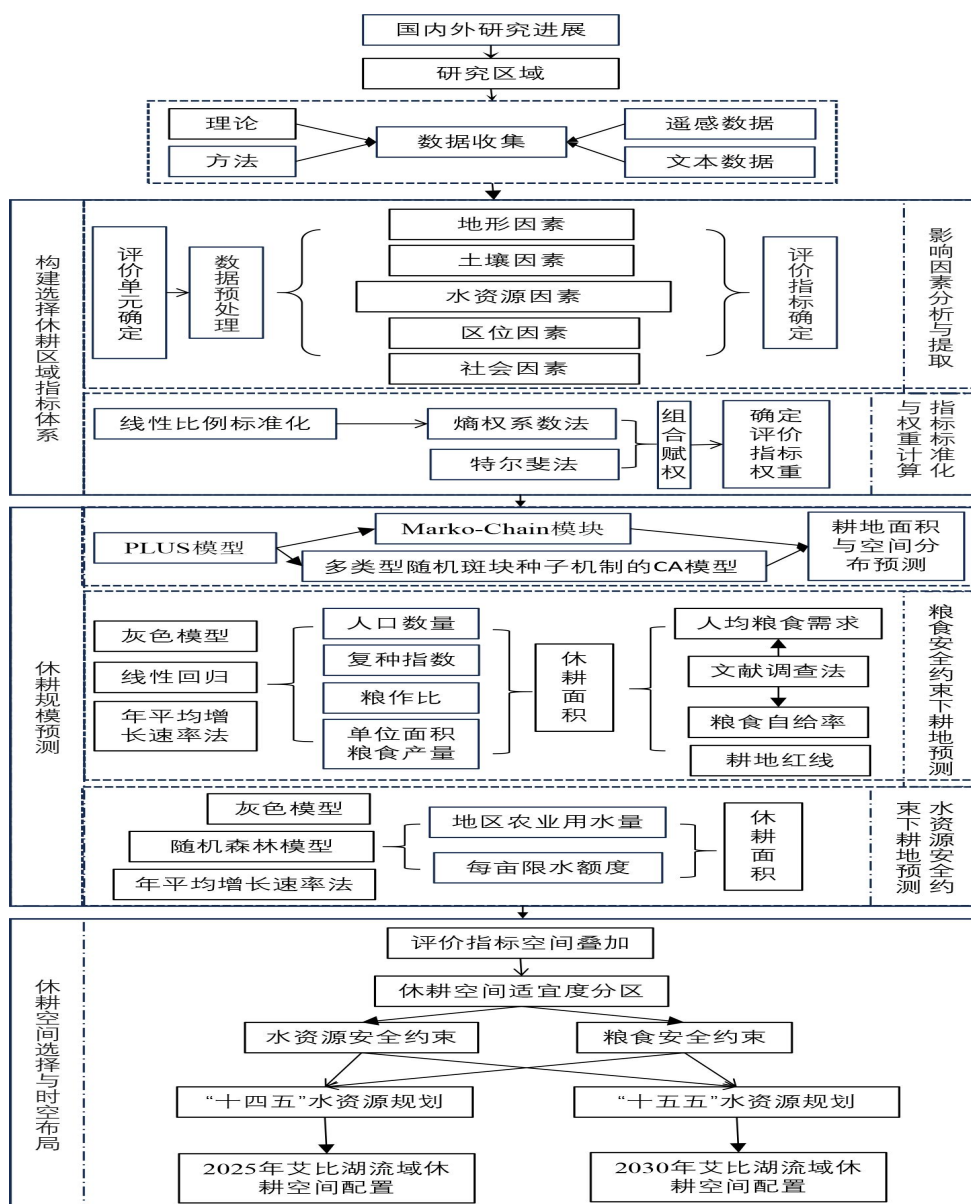 国内外研究进展
研究区域
理论
方法
数据收集
遥感数据
文本数据
构建选择休耕区域指标体系
评价单元确定
数据预处理
地形因素
土壤因素
水资源因素
区位因素
社会因素
评价指标确定
影响因素分析与提取
线性比例标准化
熵权系数法
特尔斐法
组合赋权
确定
评价
指标
权重
指标标准化
与权重计算
休耕规模预测
PLUS模型
Marko-Chain模块
多类型随机斑块种子机制的CA模型
耕地面积
与空间分
布预测
灰色模型
线性回归
年平均增
长速率法
人口数量
复种指数
粮作比
单位面积
粮食产量
休耕面积
人均粮食需求
文献调查法
粮食自给率
耕地红线
粮食安全约束下耕地预测
灰色模型
随机森林模型
年平均增长速率法
地区农业用水量
每亩限水额度
休耕面积
水资源安全约
束下耕地预测
休耕空间选择与时空布局
评价指标空间叠加
休耕空间适宜度分区
水资源安全约束
粮食安全约束
“十四五”水资源规划
“十五五”水资源规划
2025年艾比湖流域休
耕空间配置
2030年艾比湖流域休
耕空间配置